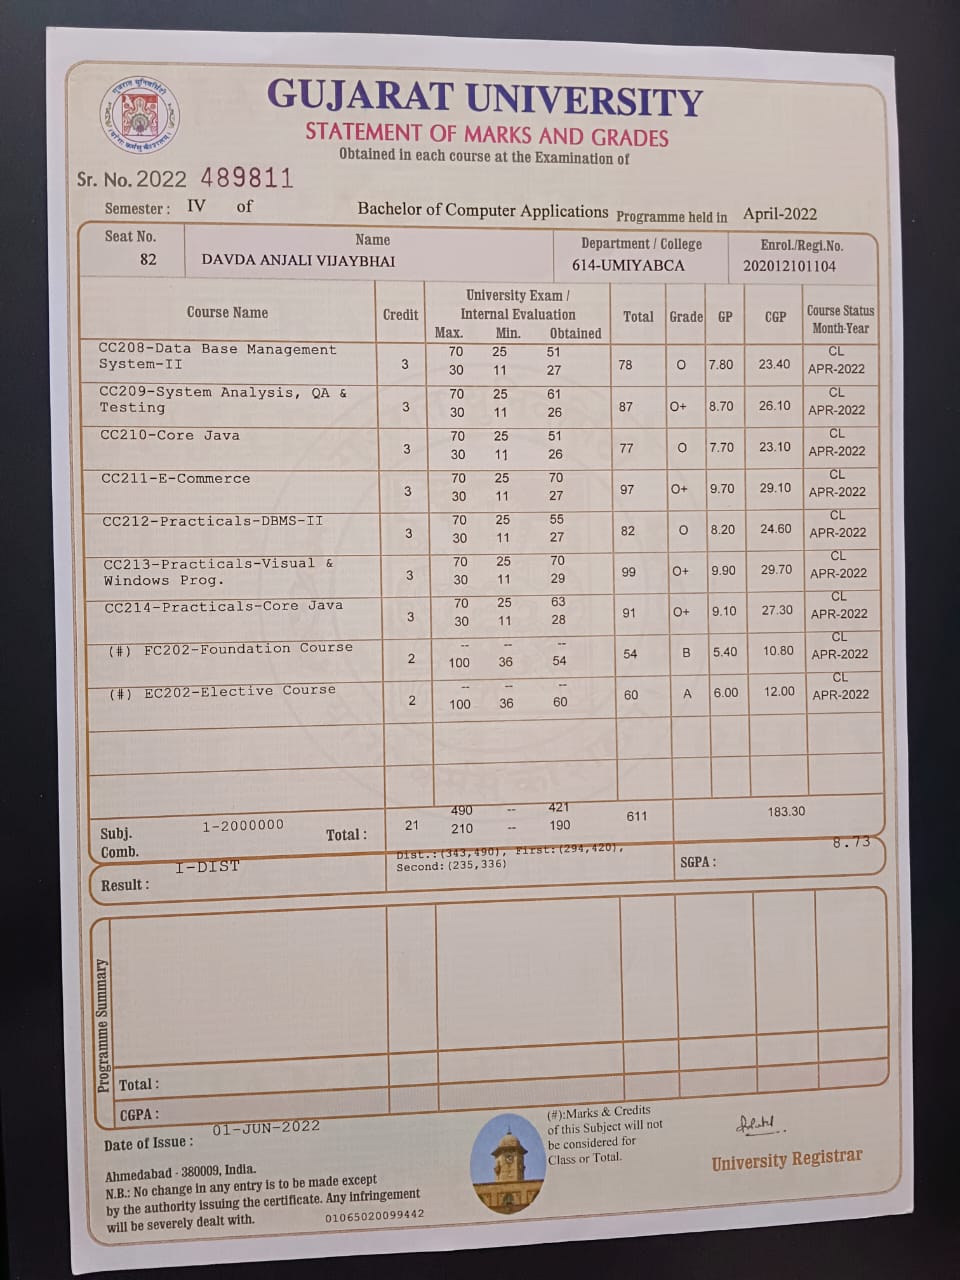 GUJARAT UNIVERSITY
STATEMENT OF MARKS AND GRADES
Obtained in each course at the Examination of
Sr. No. 2022 489811
Semester : IV of Bachelor of Computer Applications Programme held in April-2022
Seat No. Name Department / College Enrol./Regi.No.
82 DAVDA ANJALI VIJAYBHAI 614-UMIYABCA 202012101104
Course Name Credit University Exam / Internal Evaluation Total Grade GP CGP Course Status Month-Year
Max. Min. Obtained
CC208-Data Base Management 70 25 51 CL
System-II 3 30 11 27 78 O 7.80 23.40 APR-2022
CC209-System Analysis, QA & 70 25 61 CL
Testing 3 30 11 26 87 O+ 8.70 26.10 APR-2022
CC210-Core Java 70 25 51 CL
3 30 11 26 77 O 7.70 23.10 APR-2022
CC211-E-Commerce 70 25 70 CL
3 30 11 27 97 O+ 9.70 29.10 APR-2022
CC212-Practicals-DBMS-II 70 25 55 CL
3 30 11 27 82 O 8.20 24.60 APR-2022
CC213-Practicals-Visual & 70 25 70 CL
Windows Prog. 3 30 11 29 99 O+ 9.90 29.70 APR-2022
CC214-Practicals-Core Java 70 25 63 CL
3 30 11 28 91 O+ 9.10 27.30 APR-2022
(#) FC202-Foundation Course -- -- -- CL
2 100 36 54 54 B 5.40 10.80 APR-2022
(#) EC202-Elective Course -- -- -- CL
2 100 36 60 60 A 6.00 12.00 APR-2022
490 -- 421
Subj. Comb. 1-2000000 Total : 21 210 -- 190 611 183.30
Result : I-DIST Dist.:(343,490), First:(294,420), SGPA : 8.73
Second:(235,336)
Programme Summary
Total :
CGPA :
Date of Issue : 01-JUN-2022
Ahmedabad - 380009, India.
N.B.: No change in any entry is to be made except
by the authority issuing the certificate. Any infringement
will be severely dealt with. 01065020099442
(#):Marks & Credits
of this Subject will not
be considered for
Class or Total.
University Registrar